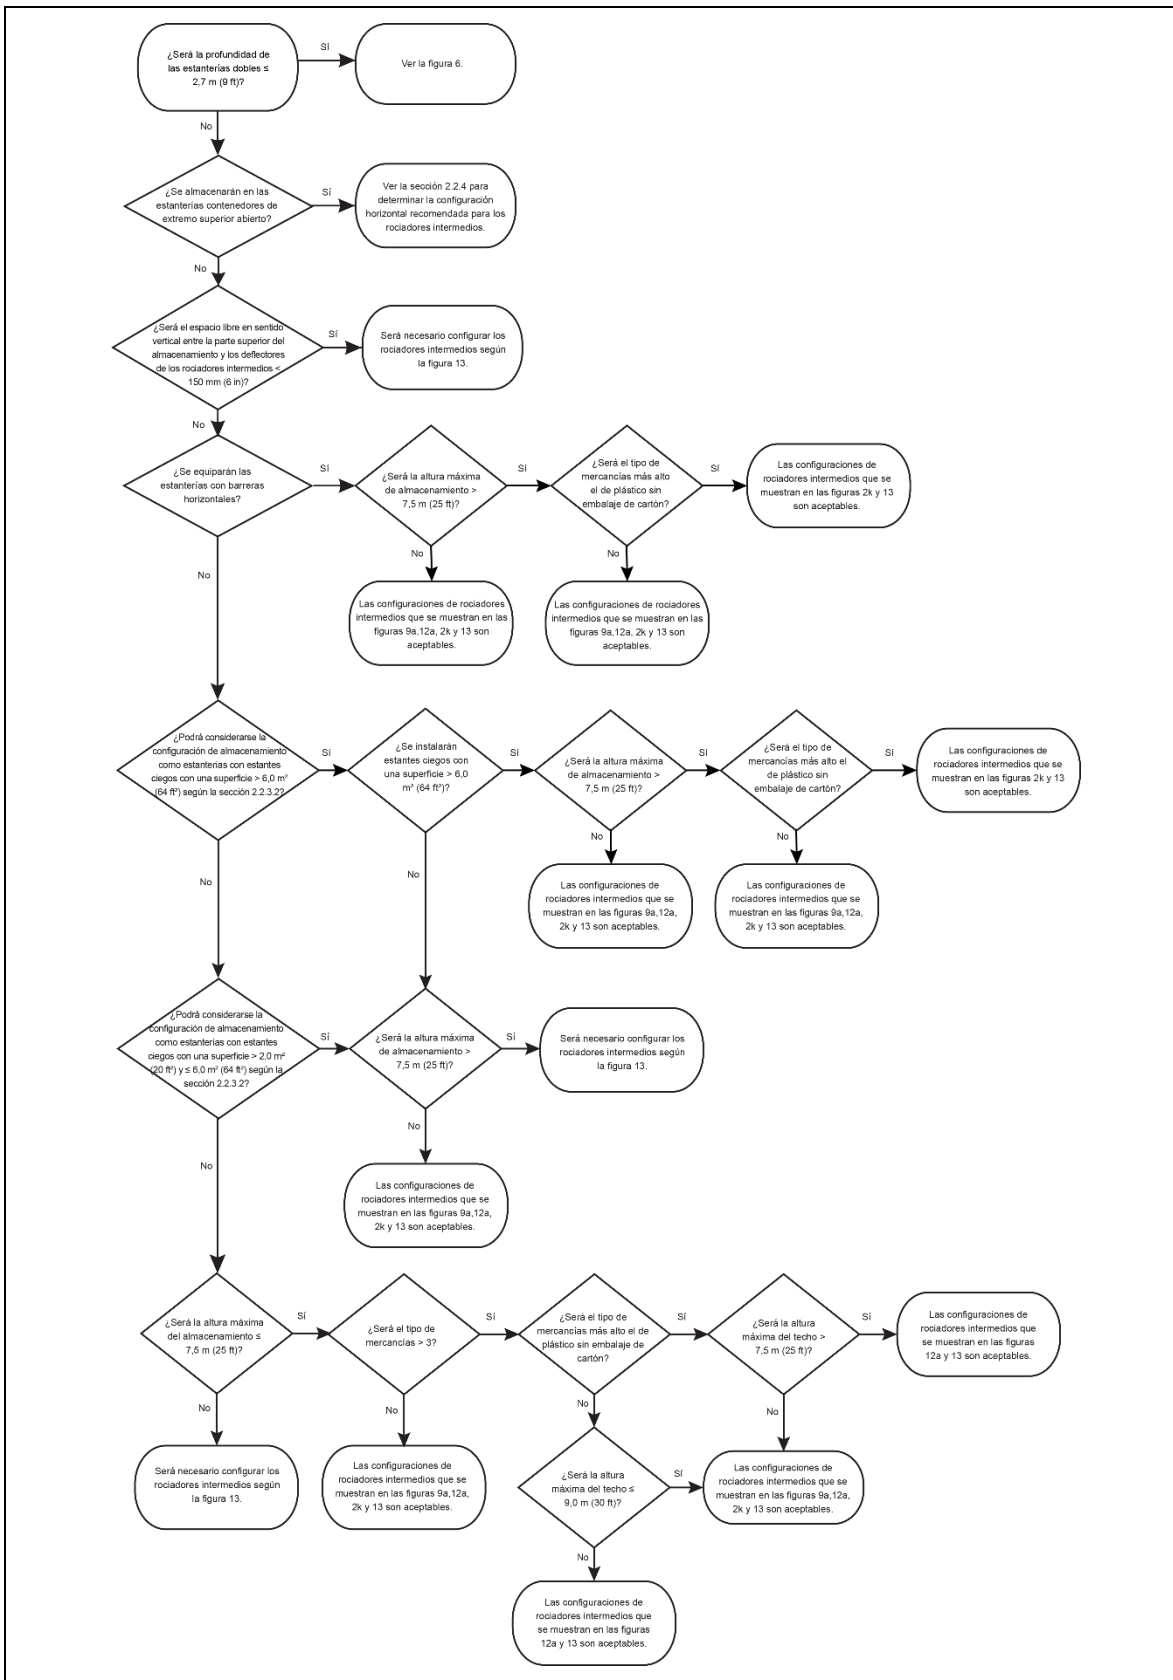 ¿Será la profundidad de
las estanterías dobles ≤
2,7 m (9 ft)?
Sí
Ver la figura 6.
No
¿Se almacenarán en las
estanterías contenedores de
extremo superior abierto?
Sí
Ver la sección 2.2.4 para
determinar la configuración
horizontal recomendada para los
rociadores intermedios.
No
¿Será el espacio libre en sentido
vertical entre la parte superior del
almacenamiento y los deflectores
de los rociadores intermedios <
150 mm (6 in)?
Sí
Será necesario configurar los
rociadores intermedios según
la figura 13.
No
¿Se equiparán las
estanterías con barreras
horizontales?
Sí
¿Será la altura máxima
de almacenamiento >
7,5 m (25 ft)?
Sí
¿Será el tipo de
mercancías más alto
el de plástico sin
embalaje de cartón?
Sí
Las configuraciones de
rociadores intermedios que se
muestran en las figuras 2k y 13
son aceptables.
No
No
No
Las configuraciones de rociadores
intermedios que se muestran en las
figuras 9a,12a, 2k y 13 son
aceptables.
Las configuraciones de rociadores
intermedios que se muestran en las
figuras 9a,12a. 2k y 13 son
aceptables.
¿Podrá considerarse la
configuración de almacenamiento
como estanterias con estantes
ciegos con una superficie > 6,0 m²
(64 ft²) según la sección 2.2.3.2?
Sí
¿Se instalarán
estantes ciegos con
una superficie > 6,0
m² (64 ft²)?
Sí
¿Será la altura máxima
de almacenamiento >
7,5 m (25 ft)?
Sí
¿Será el tipo de
mercancías más alto el
de plástico sin
embalaje de cartón?
Sí
Las configuraciones de
rociadores intermedios que se
muestran en las figuras 2k y 13
son aceptables.
No
No
No
No
Las configuraciones de
rociadores intermedios que se
muestran en las figuras 9a,12a,
2k y 13 son aceptables.
Las configuraciones de
rociadores intermedios que se
muestran en las figuras 9a,12a,
2k y 13 son aceptables.
¿Podrá considerarse la
configuración de almacenamiento
como estanterias con estantes
ciegos con una superficie > 2,0 m²
(20 ft²) y ≤ 6,0 m² (64 ft²) según la
sección 2.2.3.2?
Sí
¿Será la altura máxima
de almacenamiento >
7,5 m (25 ft)?
Sí
Será necesario configurar los
rociadores intermedios según
la figura 13.
No
No
Las configuraciones de
rociadores intermedios que se
muestran en las figuras 9a,12a,
2k y 13 son aceptables.
¿Será la altura máxima
del almacenamiento ≤
7,5 m (25 ft)?
Sí
¿Será el tipo de
mercancías > 3?
Sí
¿Será el tipo de
mercancías más alto el de
plástico sin embalaje de
cartón?
Sí
¿Será la altura
máxima del techo >
7,5 m (25 ft)?
Sí
Las configuraciones de
rociadores intermedios que
se muestran en las figuras
12a y 13 son aceptables.
No
No
No
No
Será necesario configurar los
rociadores intermedios según
la figura 13.
Las configuraciones de
rociadores intermedios que se
muestran en las figuras 9a,12a,
2k y 13 son aceptables.
¿Será la altura
máxima del techo ≤
9,0 m (30 ft)?
Sí
Las configuraciones de
rociadores intermedios que se
muestran en las figuras 9a,12a,
2k y 13 son aceptables.
No
Las configuraciones de
rociadores intermedios que
se muestran en las figuras
12a y 13 son aceptables.